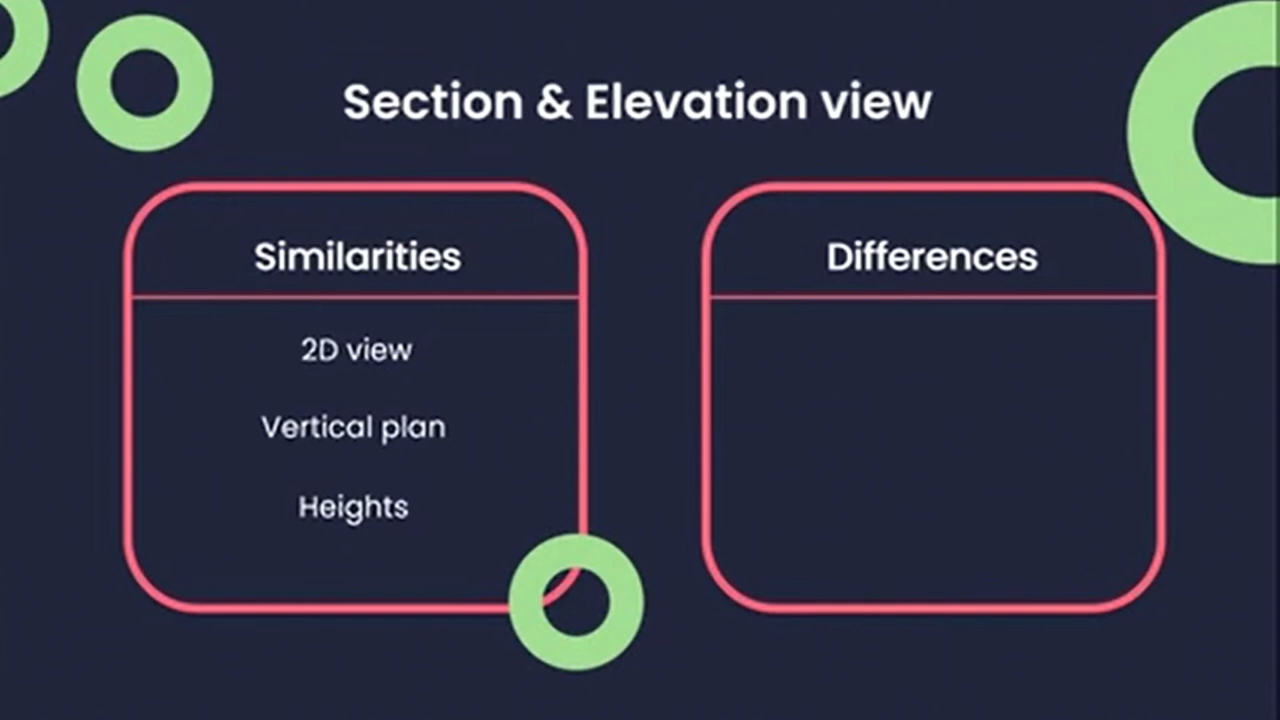 Section & Elevation view
Similarities
2D view
Vertical plan
Heights
Differences